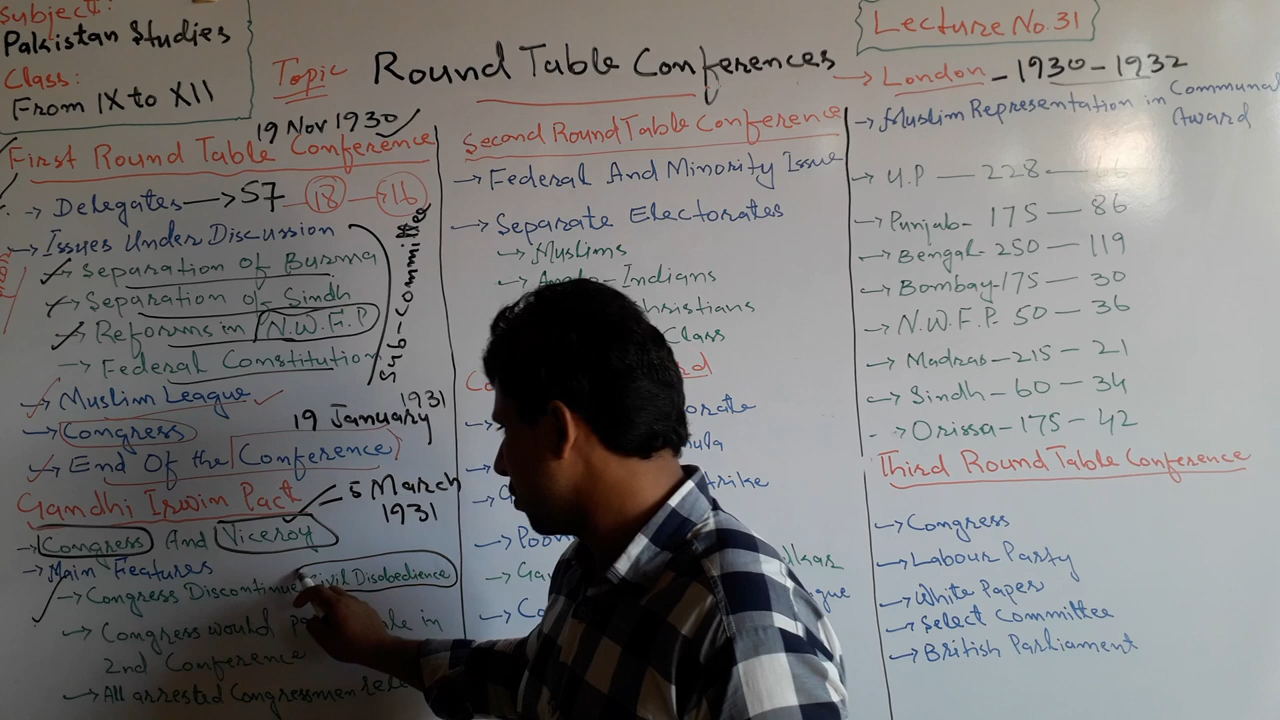 Subject:
Pakistan Studies
Class:
From IX to XII
Topic Round Table Conferences
Lecture No.31
→ London - 1930 - 1932
19 Nov 1930
First Round Table Conference
→ Delegates → 57 18 → 16
→ Issues Under Discussion
→ Separation of Burma
→ Separation of Sindh
→ Reforms in N.W.F.P
→ Federal Constitution
Sub-Committee
→ Muslim League
→ Congress
19 January 1931
→ End Of the Conference
Gandhi Irwin Pact
5 March
1931
→ Congress And Viceroy
→ Main Features
→ Congress Discontinue Civil Disobedience
→ Congress would in
2nd Conference
→ All arrested Congressmen
Second Round Table Conference
→ Federal And Minority Issue
→ Separate Electorates
→ Muslims
→ Indians
Christians
Class
→
→
→
→
→
→
→ Muslim Representation in Communal
Award
→ U.P — 228 — 66
→ Punjab - 175 — 86
→ Bengal - 250 — 119
→ Bombay - 175 — 30
→ N.W.F.P. 50 — 36
→ Madras - 215 - 21
→ Sindh - 60 - 34
→ Orissa - 175 - 42
Third Round Table Conference
→ Congress
→ Labour Party
→ White Paper
→ Select Committee
→ British Parliament